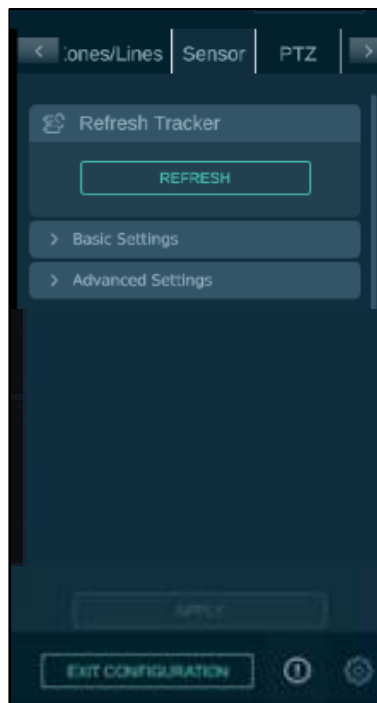 :ones/Lines Sensor PTZ
Refresh Tracker
REFRESH
Basic Settings
Advanced Settings
APPLY
EXIT CONFIGURATION